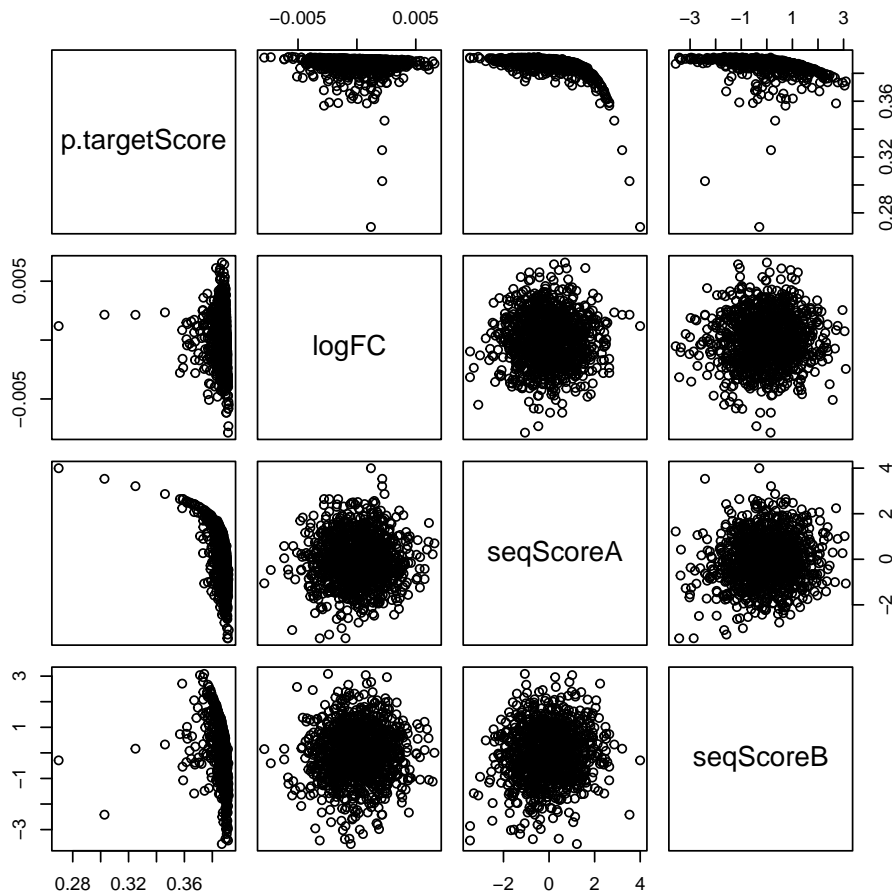 −0.005 0.005 −3 −1 1 3
p.targetScore 0.28 0.32 0.36
−0.005 0.005 logFC
seqScoreA −2 0 2 4
−3 −1 1 3 seqScoreB
0.28 0.32 0.36 −2 0 2 4